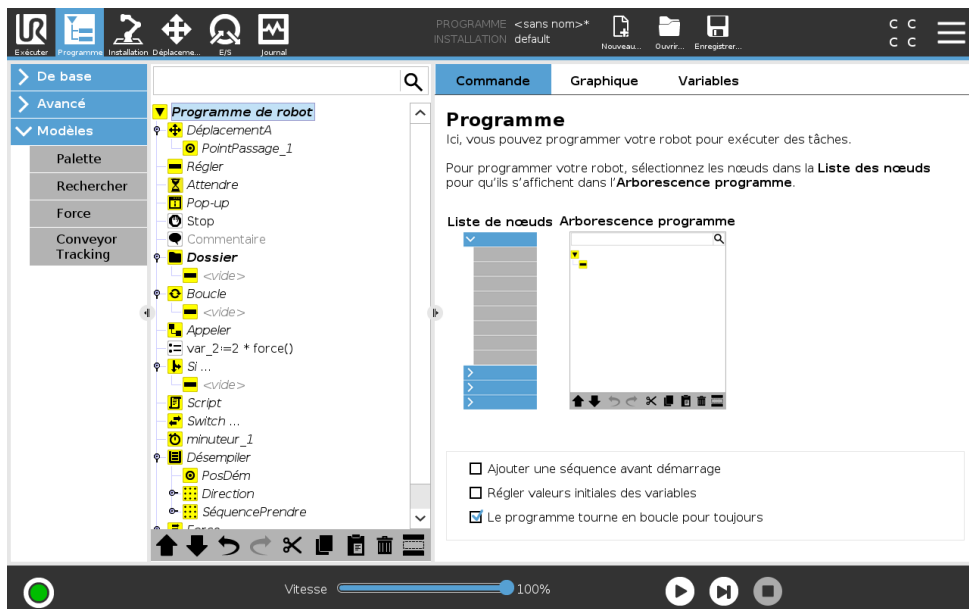 PROGRAMME <sans nom>*
INSTALLATION default
Exécuter
Programme
Installation
Déplaceme...
E/S
Journal
Nouveau...
Ouvrir...
Enregistrer...
C C
C C
De base
Avancé
Modèles
Palette
Rechercher
Force
Conveyor
Tracking
Programme de robot
DéplacementA
PointPassage_1
Régler
Attendre
Pop-up
Stop
Commentaire
Dossier
<vide>
Boucle
<vide>
Appeler
var_2:=2 * force()
Si ...
<vide>
Script
Switch ...
minuteur_1
Désempiler
PosDém
Direction
SéquencePrendre
Force
Commande
Graphique
Variables
Programme
Ici, vous pouvez programmer votre robot pour exécuter des tâches.
Pour programmer votre robot, sélectionnez les nœuds dans la Liste des nœuds
pour qu'ils s'affichent dans l'Arborescence programme.
Liste de nœuds
Arborescence programme
Ajouter une séquence avant démarrage
Régler valeurs initiales des variables
Le programme tourne en boucle pour toujours
Vitesse
100%